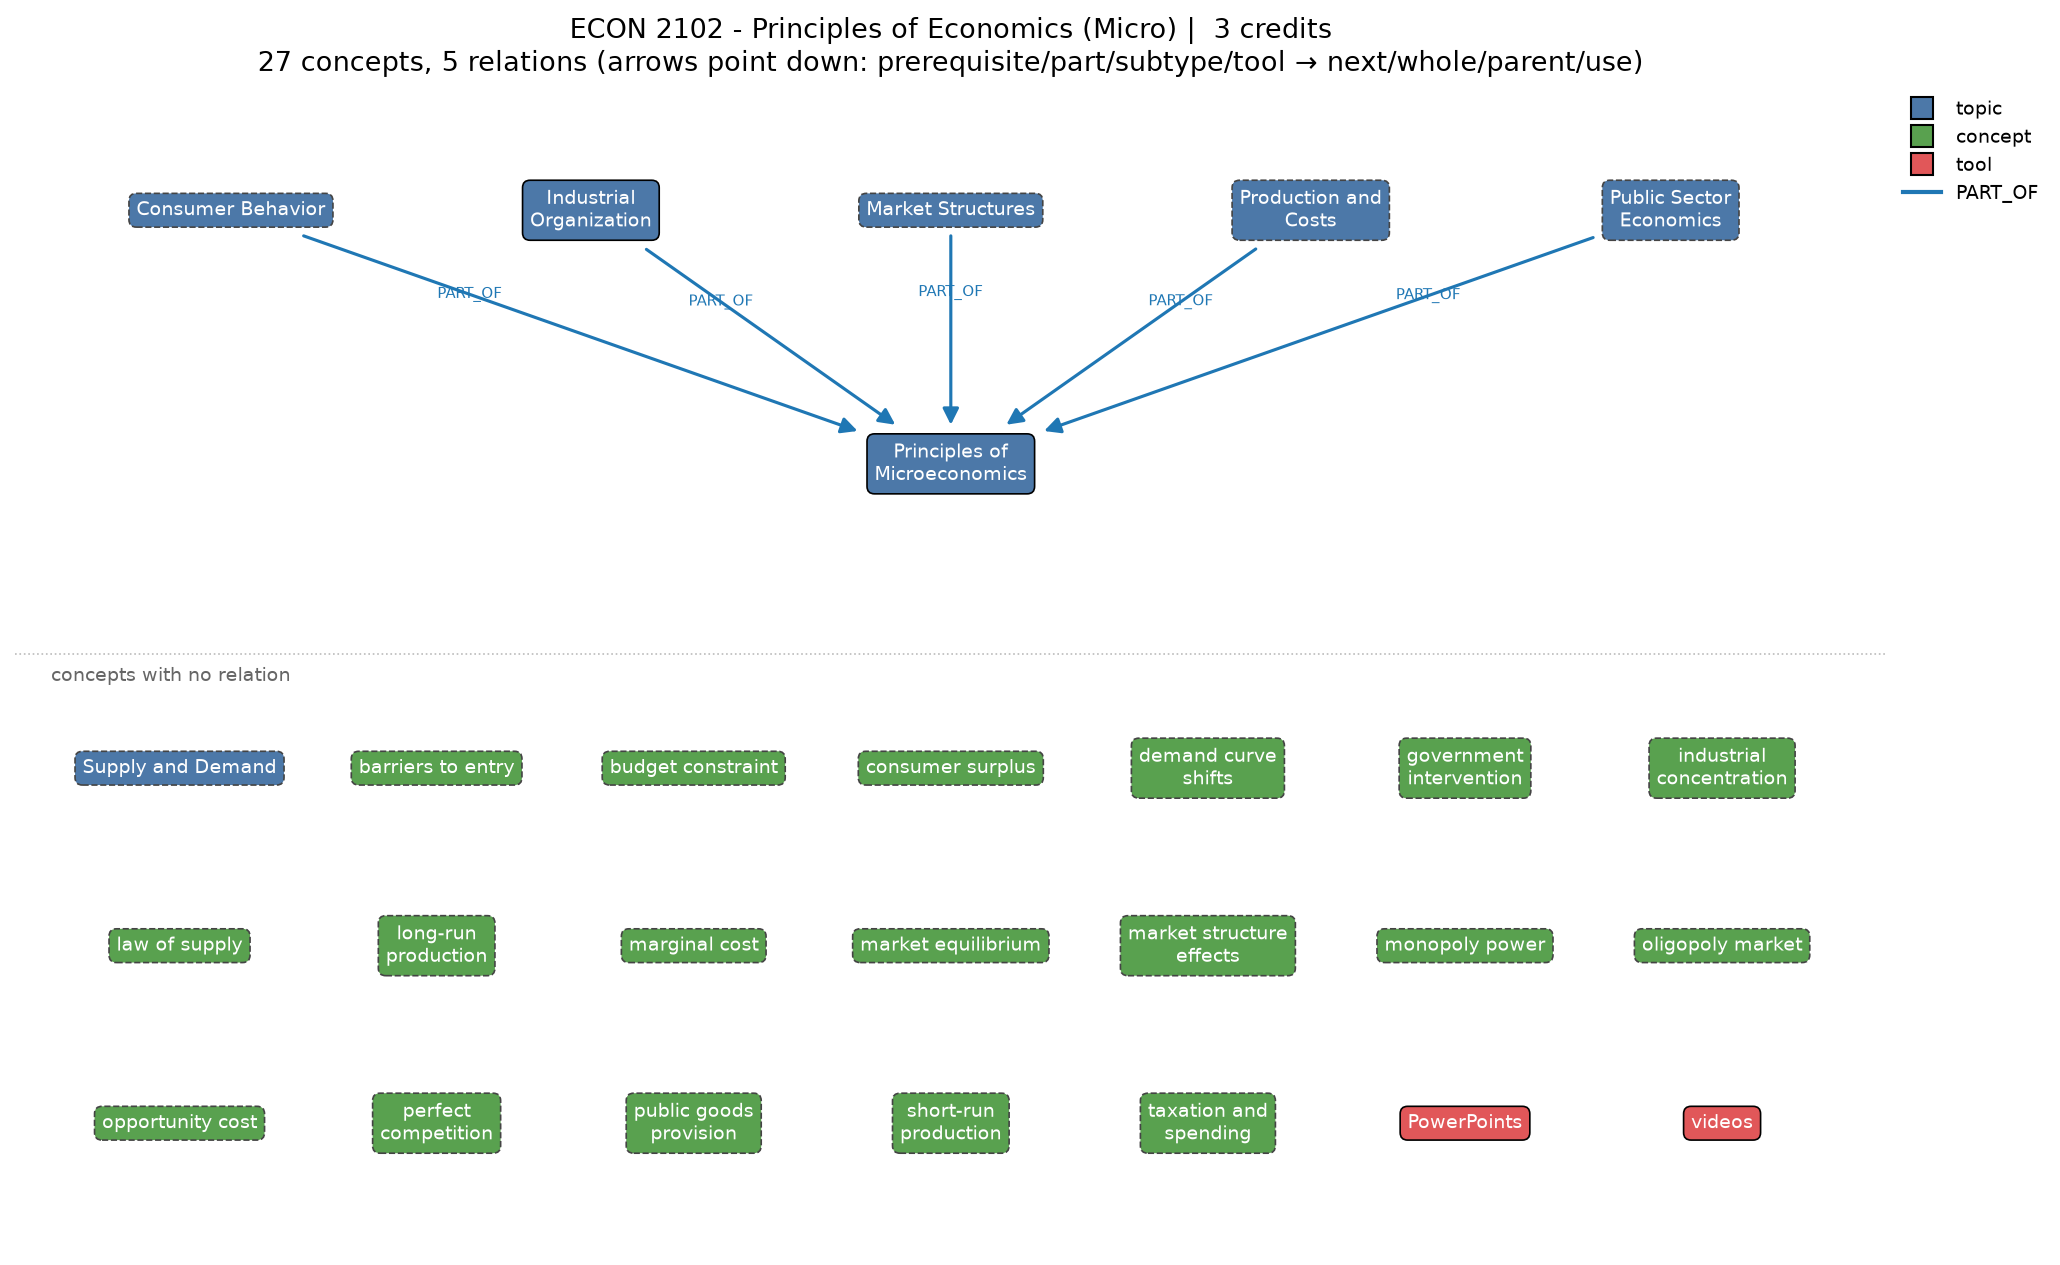 ECON 2102 - Principles of Economics (Micro) |  3 credits
27 concepts, 5 relations (arrows point down: prerequisite/part/subtype/tool → next/whole/parent/use)
topic
concept
tool
PART_OF
Consumer Behavior
Industrial
Organization
Market Structures
Production and
Costs
Public Sector
Economics
PART_OF
PART_OF
PART_OF
PART_OF
PART_OF
Principles of
Microeconomics
concepts with no relation
Supply and Demand
barriers to entry
budget constraint
consumer surplus
demand curve
shifts
government
intervention
industrial
concentration
law of supply
long-run
production
marginal cost
market equilibrium
market structure
effects
monopoly power
oligopoly market
opportunity cost
perfect
competition
public goods
provision
short-run
production
taxation and
spending
PowerPoints
videos